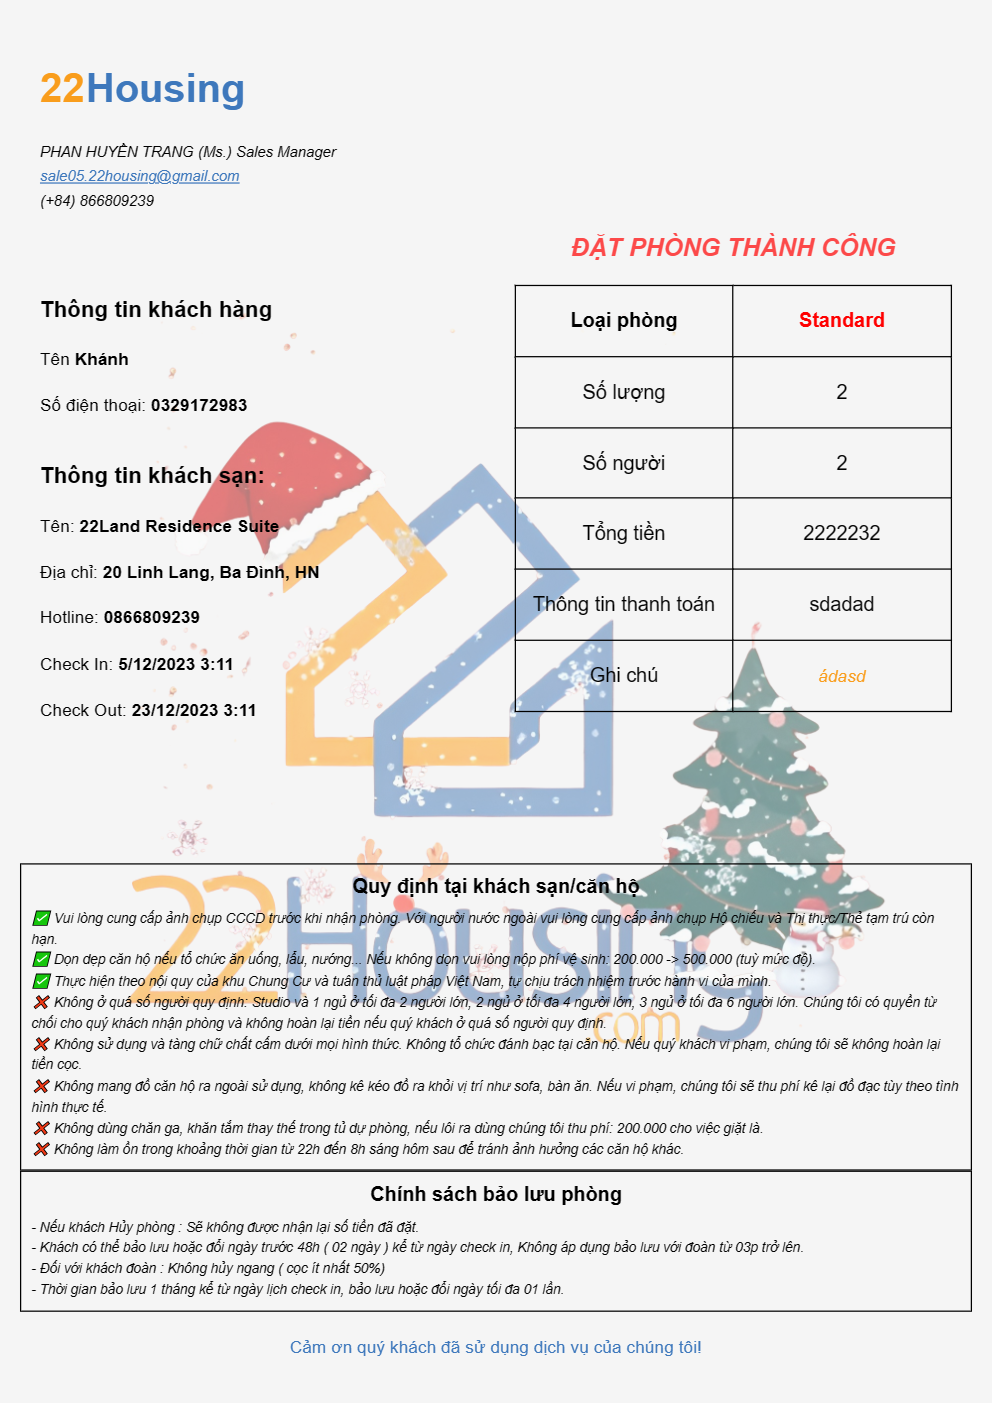 22Housing
PHAN HUYỀN TRANG (Ms.) Sales Manager
sale05.22housing@gmail.com
(+84) 866809239
ĐẶT PHÒNG THÀNH CÔNG
Thông tin khách hàng
Tên Khánh
Số điện thoại: 0329172983
Thông tin khách sạn:
Tên: 22Land Residence Suite
Địa chỉ: 20 Linh Lang, Ba Đình, HN
Hotline: 0866809239
Check In: 5/12/2023 3:11
Check Out: 23/12/2023 3:11
Loại phòng Standard
Số lượng 2
Số người 2
Tổng tiền 2222232
Thông tin thanh toán sdadad
Ghi chú ádasd
22Housing
.com
Quy định tại khách sạn/căn hộ
✅ Vui lòng cung cấp ảnh chụp CCCD trước khi nhận phòng. Với người nước ngoài vui lòng cung cấp ảnh chụp Hộ chiếu và Thị thực/Thẻ tạm trú còn
hạn.
✅ Dọn dẹp căn hộ nếu tổ chức ăn uống, lẩu, nướng... Nếu không dọn vui lòng nộp phí vệ sinh: 200.000 -> 500.000 (tuỳ mức độ).
✅ Thực hiện theo nội quy của khu Chung Cư và tuân thủ luật pháp Việt Nam, tự chịu trách nhiệm trước hành vi của mình.
❌ Không ở quá số người quy định: Studio và 1 ngủ ở tối đa 2 người lớn, 2 ngủ ở tối đa 4 người lớn, 3 ngủ ở tối đa 6 người lớn. Chúng tôi có quyền từ
chối cho quý khách nhận phòng và không hoàn lại tiền nếu quý khách ở quá số người quy định.
❌ Không sử dụng và tàng chữ chất cấm dưới mọi hình thức. Không tổ chức đánh bạc tại căn hộ. Nếu quý khách vi phạm, chúng tôi sẽ không hoàn lại
tiền cọc.
❌ Không mang đồ căn hộ ra ngoài sử dụng, không kê kéo đồ ra khỏi vị trí như sofa, bàn ăn. Nếu vi phạm, chúng tôi sẽ thu phí kê lại đồ đạc tùy theo tình
hình thực tế.
❌ Không dùng chăn ga, khăn tắm thay thế trong tủ dự phòng, nếu lôi ra dùng chúng tôi thu phí: 200.000 cho việc giặt là.
❌ Không làm ồn trong khoảng thời gian từ 22h đến 8h sáng hôm sau để tránh ảnh hưởng các căn hộ khác.
Chính sách bảo lưu phòng
- Nếu khách Hủy phòng : Sẽ không được nhận lại số tiền đã đặt.
- Khách có thể bảo lưu hoặc đổi ngày trước 48h ( 02 ngày ) kể từ ngày check in, Không áp dụng bảo lưu với đoàn từ 03p trở lên.
- Đối với khách đoàn : Không hủy ngang ( cọc ít nhất 50%)
- Thời gian bảo lưu 1 tháng kể từ ngày lịch check in, bảo lưu hoặc đổi ngày tối đa 01 lần.
Cảm ơn quý khách đã sử dụng dịch vụ của chúng tôi!